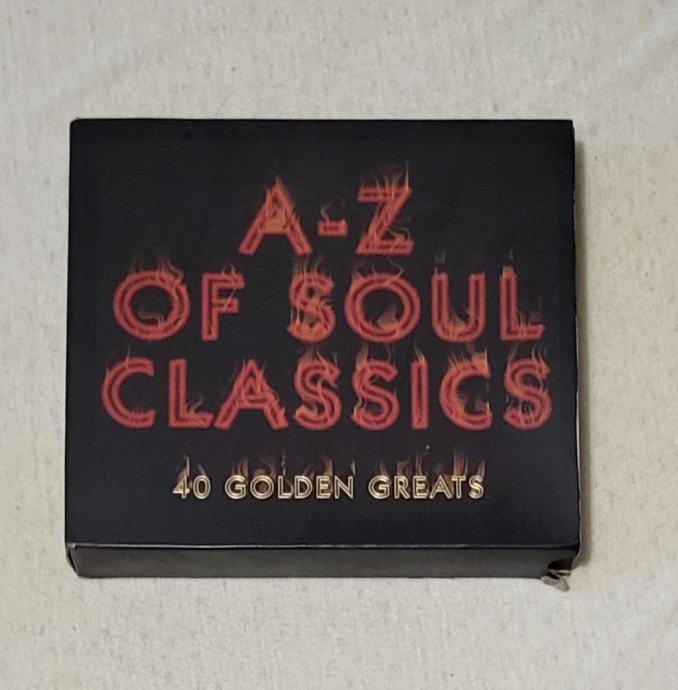 A-Z
OF SOUL
CLASSICS
40 GOLDEN GREATS